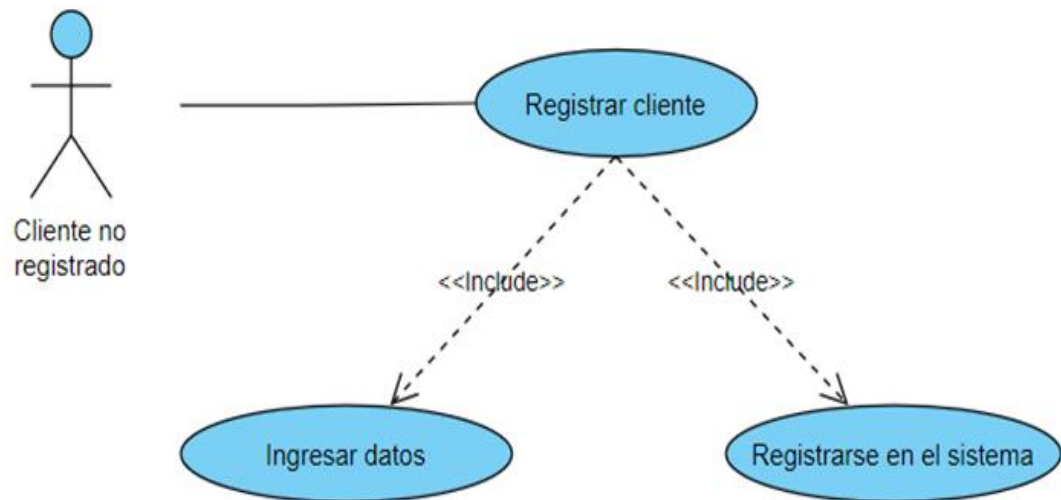 Registrar cliente
Cliente no
registrado
<<Include>>
<<Include>>
Ingresar datos
Registrarse en el sistema